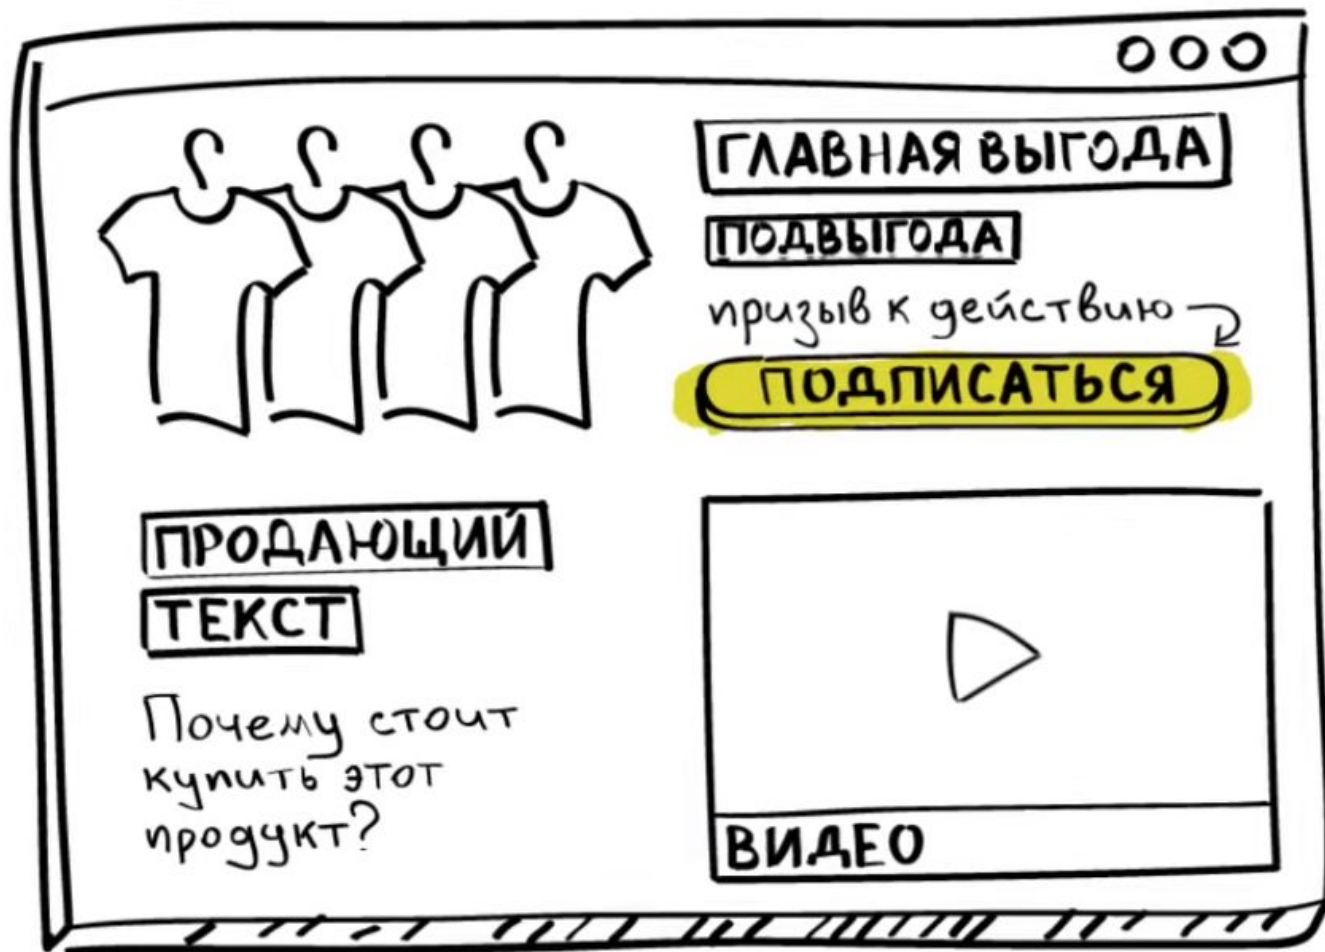 ГЛАВНАЯ ВЫГОДА
ПОДВЫГОДА
призыв к действию
ПОДПИСАТЬСЯ
ПРОДАЮЩИЙ
ТЕКСТ
Почему стоит
купить этот
продукт?
ВИДЕО